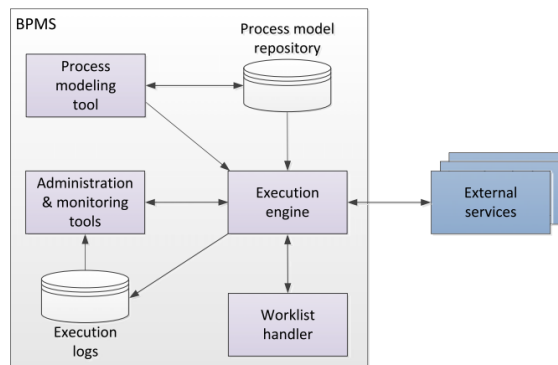 BPMS
Process model
repository
Process
modeling
tool
Administration
& monitoring
tools
Execution
engine
External
services
Execution
logs
Worklist
handler